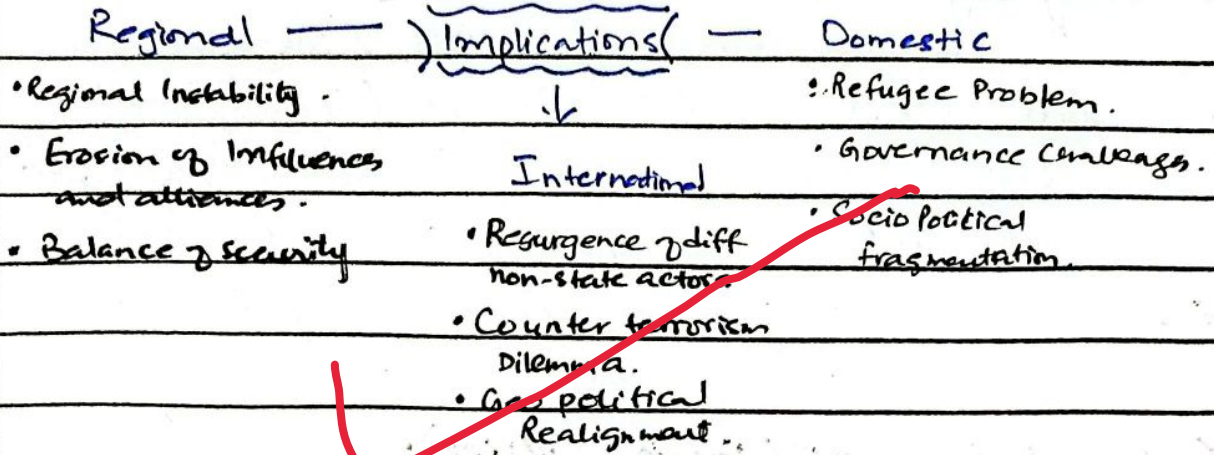 Regional — Implications — Domestic
• Regional Instability.
• Erosion of Influences
and alliances.
• Balance of security
International
• Resurgence of diff
non-state actors.
• Counter terrorism
Dilemma.
• Geo political
Realignment.
• Refugee Problem.
• Governance Challenges.
• Socio Political
fragmentation.